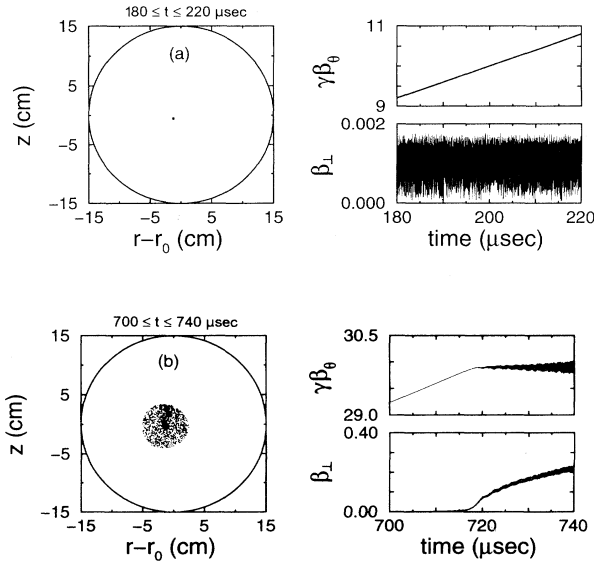 180 ≤ t ≤ 220 μsec
15
5
−5
−15
z (cm)
(a)
−15 −5 5 15
r−r₀ (cm)
11
9
γβ_θ
0.002
0.000
β_⊥
180 200 220
time (μsec)
700 ≤ t ≤ 740 μsec
15
5
−5
−15
z (cm)
(b)
−15 −5 5 15
r−r₀ (cm)
30.5
29.0
γβ_θ
0.40
0.00
β_⊥
700 720 740
time (μsec)